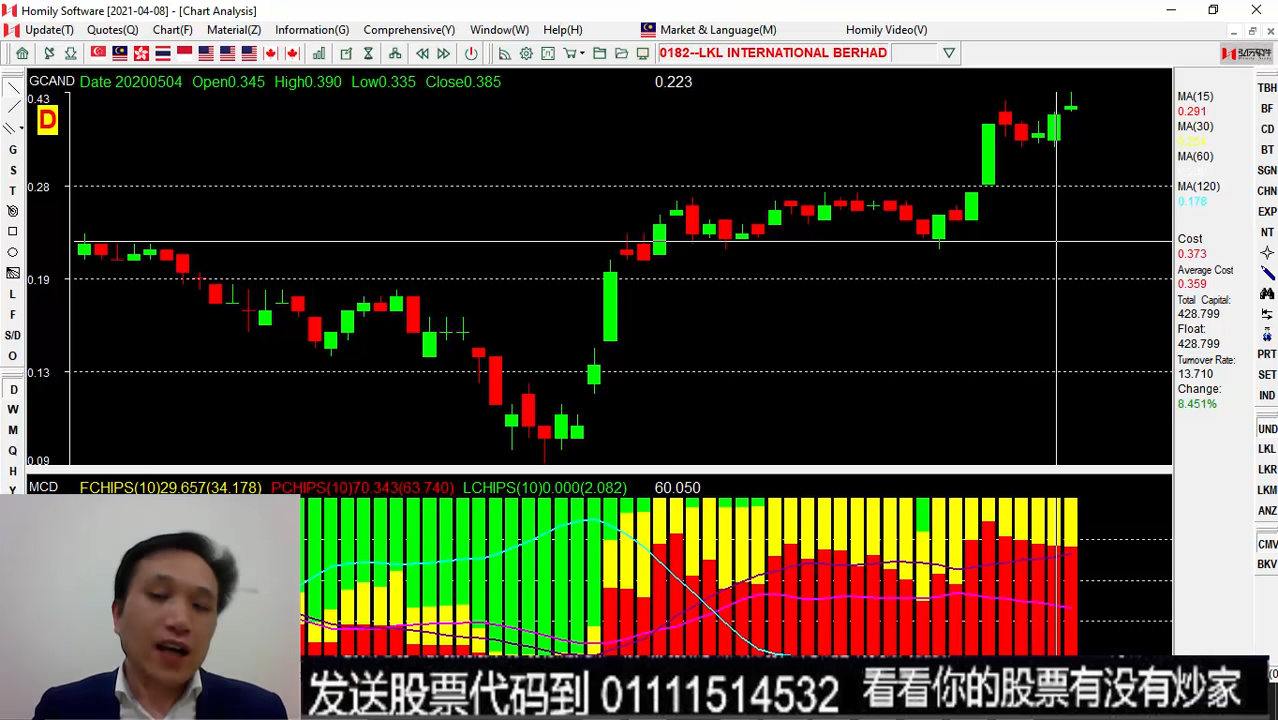 Homily Software [2021-04-08] - [Chart Analysis]
Update(T) Quotes(Q) Chart(F) Material(Z) Information(G) Comprehensive(Y) Window(W) Help(H) Market & Language(M) Homily Video(V)
0182--LKL INTERNATIONAL BERHAD
GCAND Date 20200504 Open0.345 High0.390 Low0.335 Close0.385 0.223
0.43
D
0.28
0.19
0.13
0.09
MA(15)
0.291
MA(30)
MA(60)
MA(120)
0.178
Cost
0.373
Average Cost
0.359
Total Capital:
428.799
Float:
428.799
Turnover Rate:
13.710
Change:
8.451%
G
S
T
L
F
S/D
O
D
W
M
Q
H
Y
TBH
BF
CD
BT
SGN
CHN
EXP
NT
PRT
SET
IND
UND
LKL
LKR
LKM
ANZ
CMV
BKV
MCD FCHIPS(10)29.657(34.178) PCHIPS(10)70.343(63.740) LCHIPS(10)0.000(2.082) 60.050
发送股票代码到 01111514532 看看你的股票有没有炒家